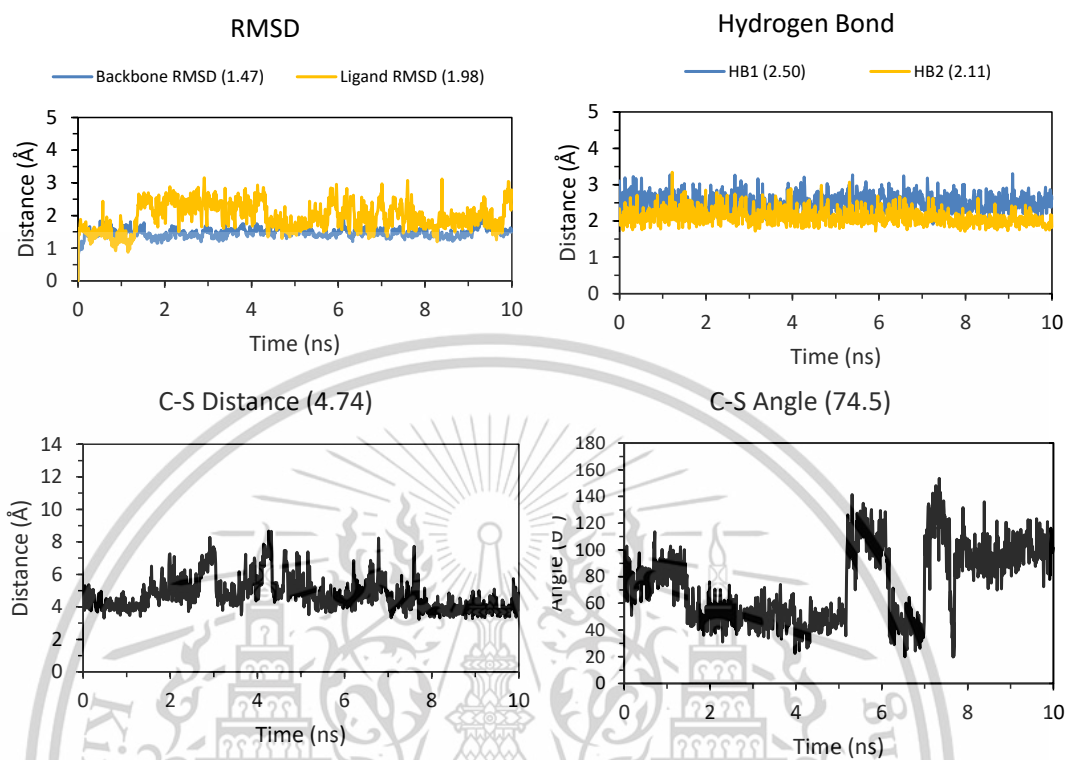 RMSD
Backbone RMSD (1.47) Ligand RMSD (1.98)
Distance (Å)
5
4
3
2
1
0
0 2 4 6 8 10
Time (ns)
Hydrogen Bond
HB1 (2.50) HB2 (2.11)
Distance (Å)
5
4
3
2
1
0
0 2 4 6 8 10
Time (ns)
C-S Distance (4.74)
Distance (Å)
14
12
10
8
6
4
2
0
0 2 4 6 8 10
Time (ns)
C-S Angle (74.5)
180
160
140
120
100
80
60
40
20
0
0 2 4 6 8 10
Time (ns)